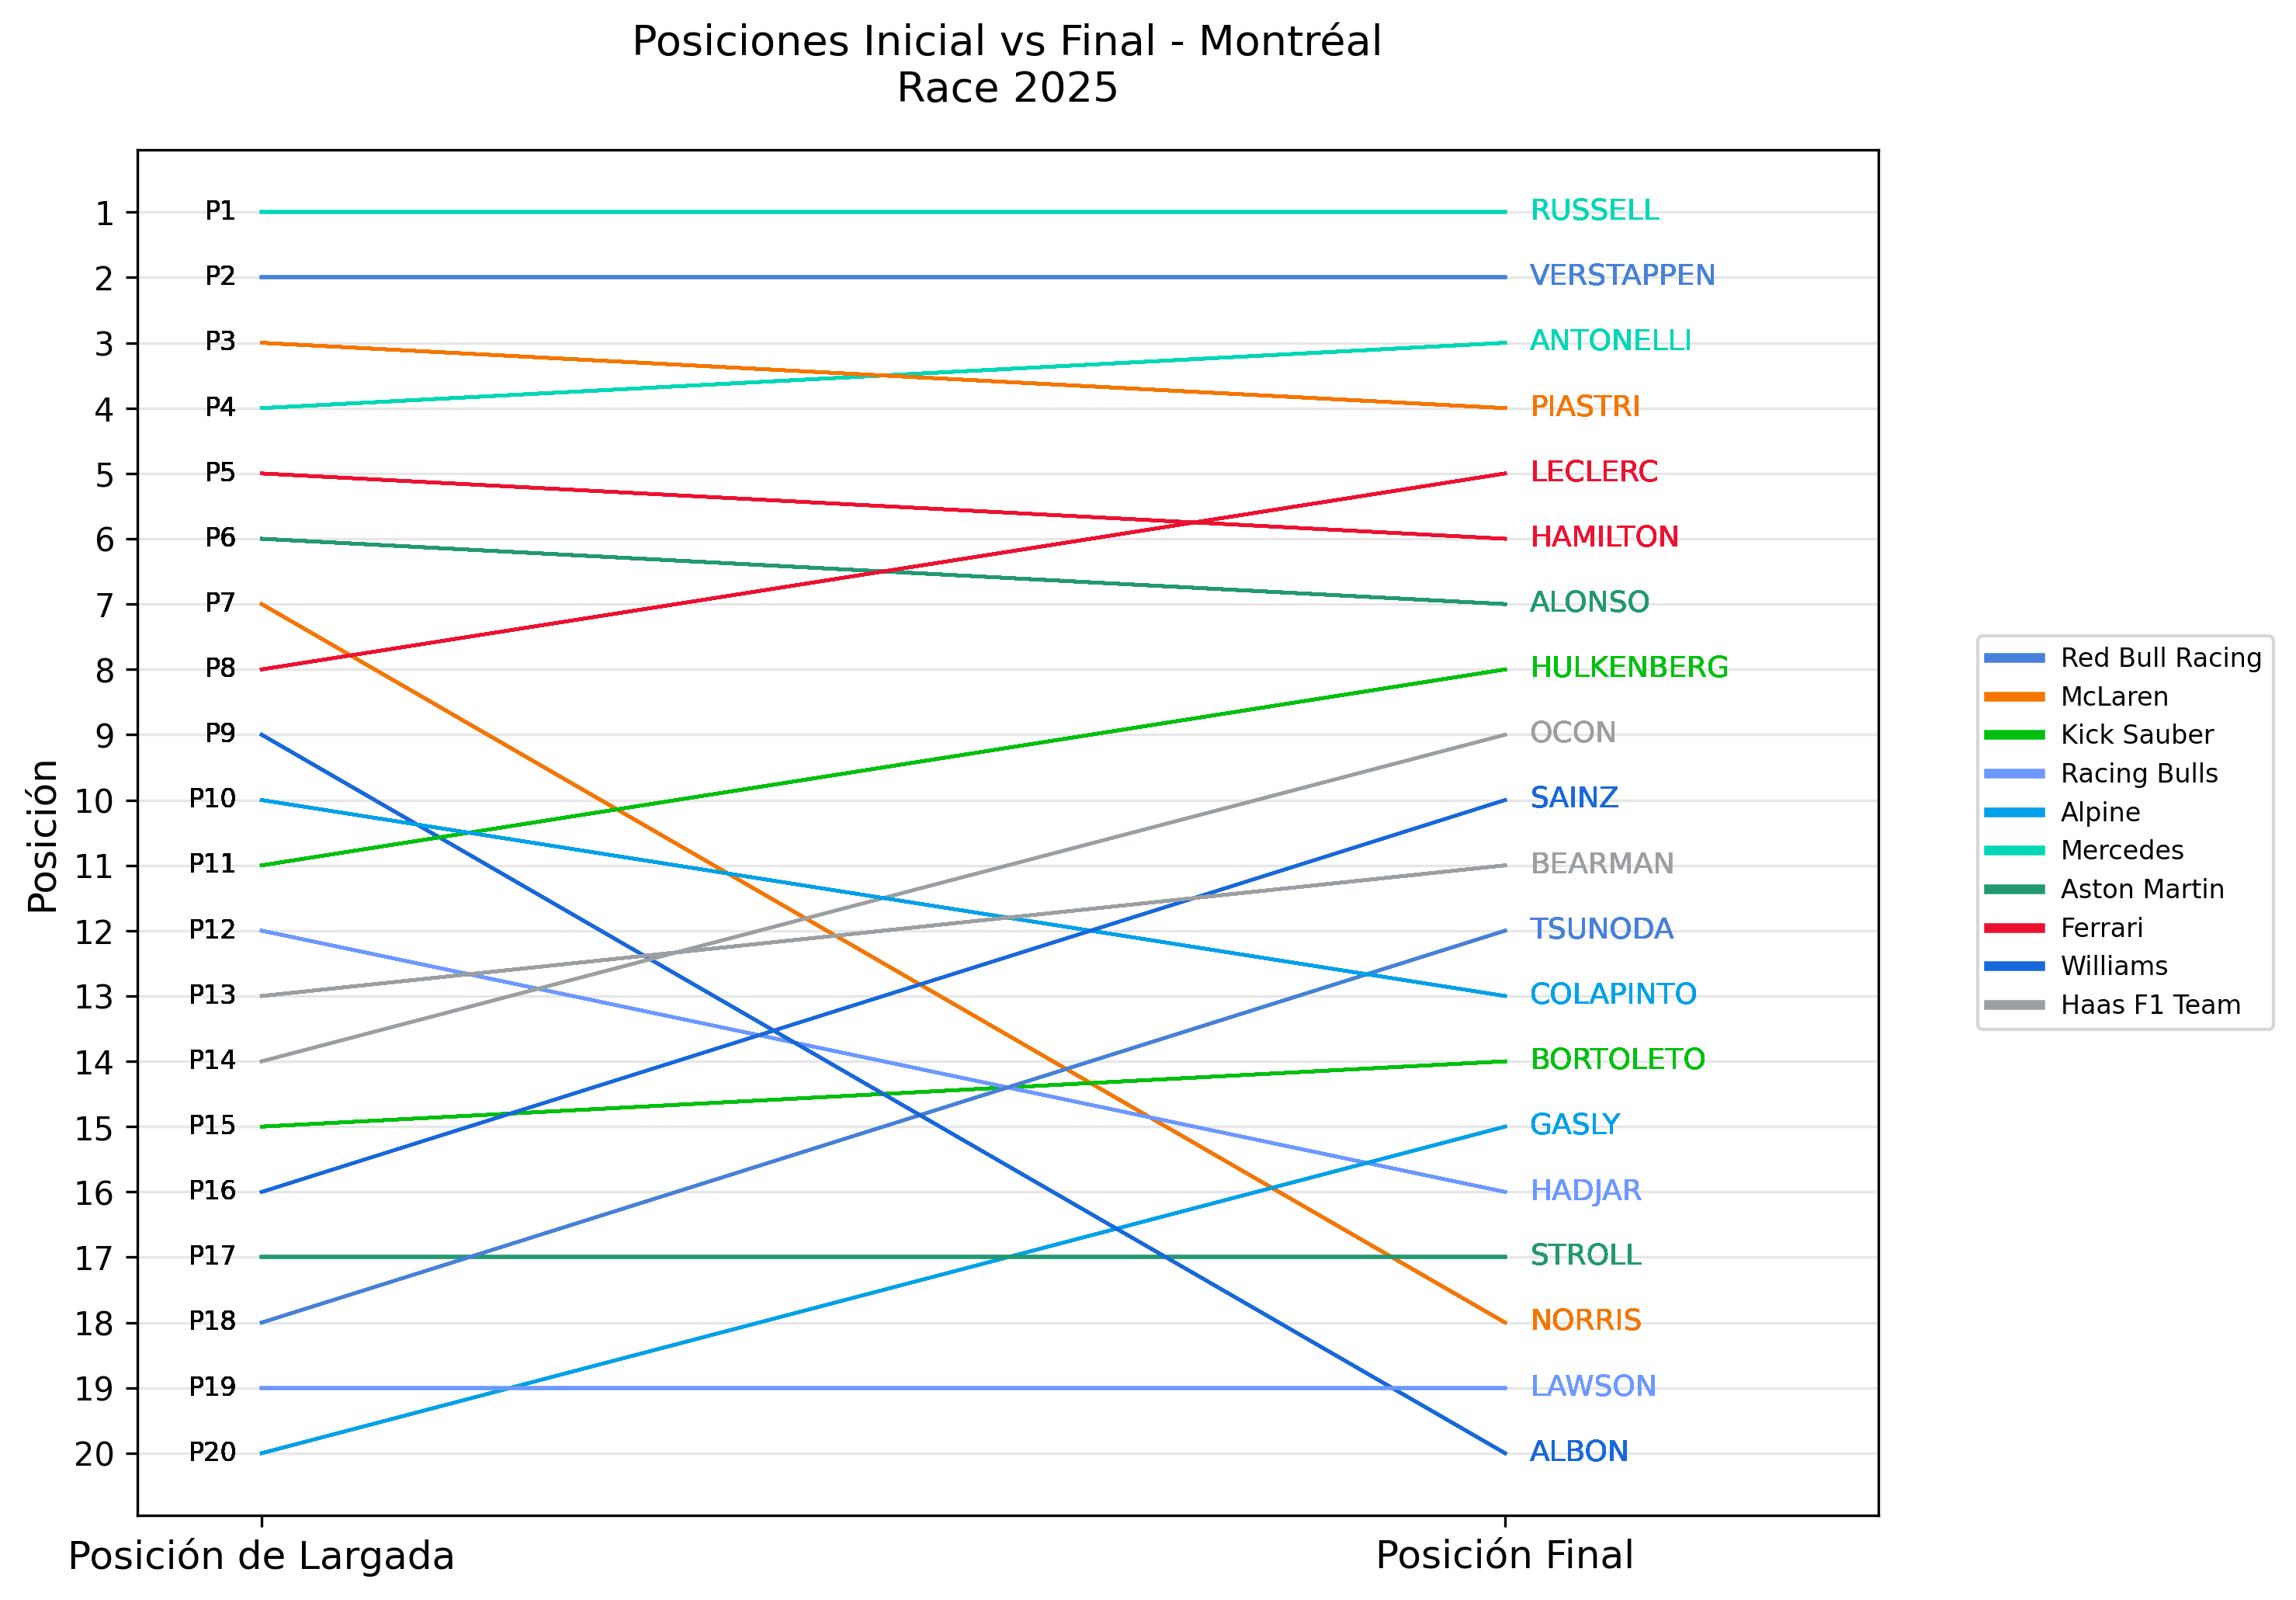 Posiciones Inicial vs Final - Montréal
Race 2025
Posición
1 P1 RUSSELL
2 P2 VERSTAPPEN
3 P3 ANTONELLI
4 P4 PIASTRI
5 P5 LECLERC
6 P6 HAMILTON
7 P7 ALONSO
8 P8 HULKENBERG
9 P9 OCON
10 P10 SAINZ
11 P11 BEARMAN
12 P12 TSUNODA
13 P13 COLAPINTO
14 P14 BORTOLETO
15 P15 GASLY
16 P16 HADJAR
17 P17 STROLL
18 P18 NORRIS
19 P19 LAWSON
20 P20 ALBON
Posición de Largada
Posición Final
Red Bull Racing
McLaren
Kick Sauber
Racing Bulls
Alpine
Mercedes
Aston Martin
Ferrari
Williams
Haas F1 Team